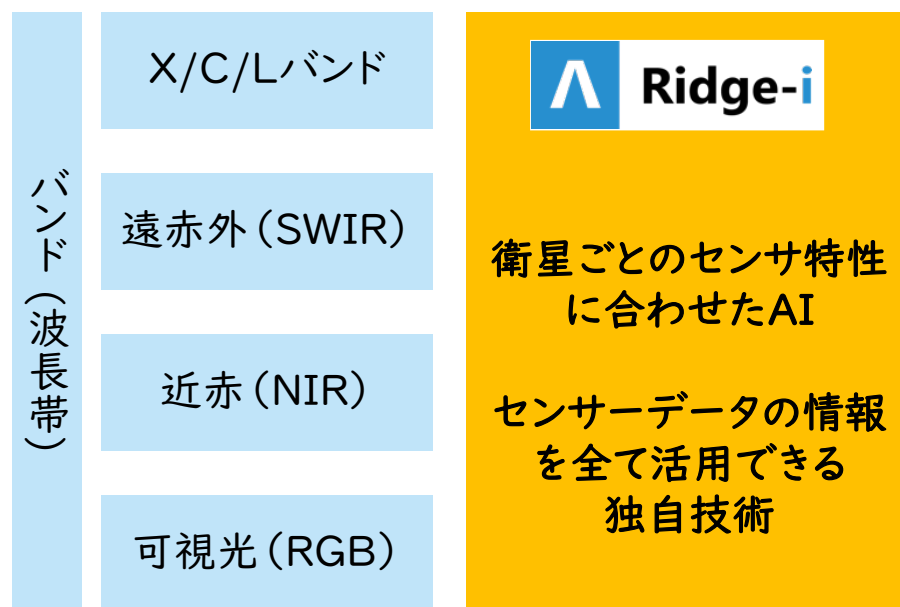 バンド(波長帯)
X/C/Lバンド
遠赤外(SWIR)
近赤(NIR)
可視光(RGB)
Ridge-i
衛星ごとのセンサ特性
に合わせたAI
センサーデータの情報
を全て活用できる
独自技術